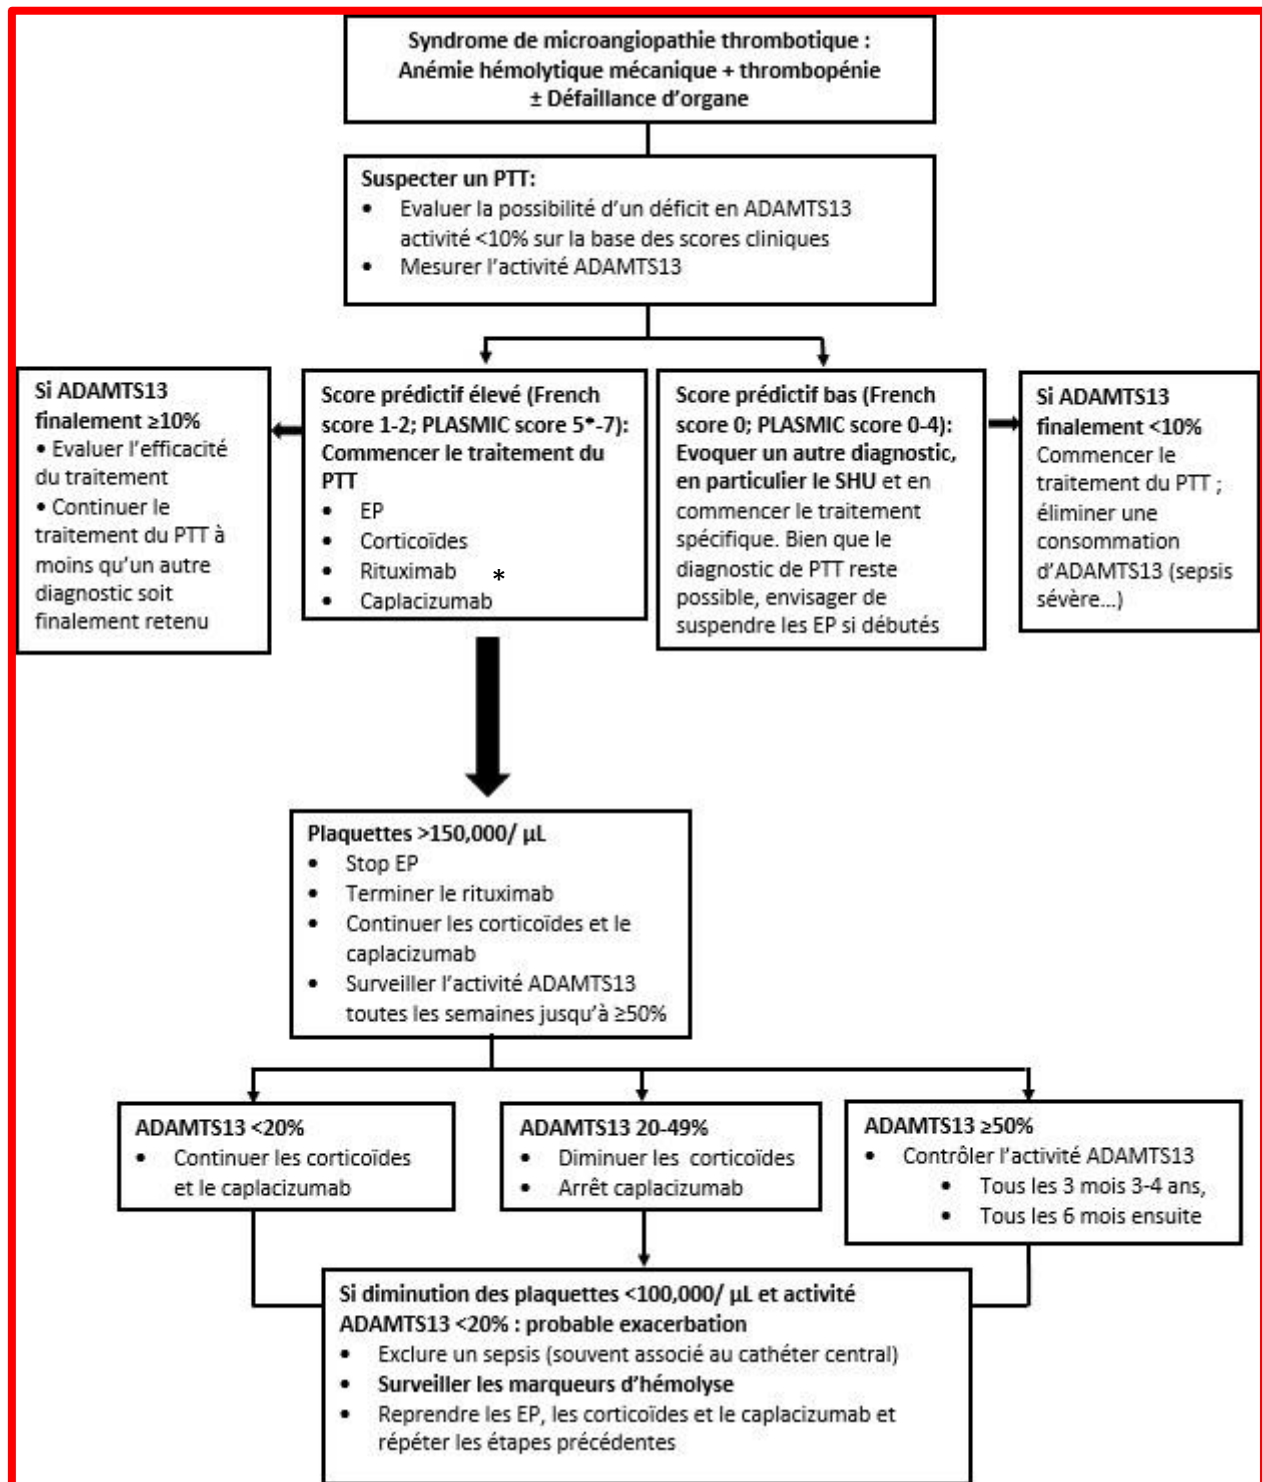 Syndrome de microangiopathie thrombotique :
Anémie hémolytique mécanique + thrombopénie
± Défaillance d'organe
Suspecter un PTT:
• Evaluer la possibilité d'un déficit en ADAMTS13
activité <10% sur la base des scores cliniques
• Mesurer l'activité ADAMTS13
Si ADAMTS13
finalement ≥10%
• Evaluer l'efficacité
du traitement
• Continuer le
traitement du PTT à
moins qu'un autre
diagnostic soit
finalement retenu
Score prédictif élevé (French
score 1-2; PLASMIC score 5*-7):
Commencer le traitement du
PTT
• EP
• Corticoïdes
• Rituximab *
• Caplacizumab
Score prédictif bas (French
score 0; PLASMIC score 0-4):
Evoquer un autre diagnostic,
en particulier le SHU et en
commencer le traitement
spécifique. Bien que le
diagnostic de PTT reste
possible, envisager de
suspendre les EP si débutés
Si ADAMTS13
finalement <10%
Commencer le
traitement du PTT ;
éliminer une
consommation
d'ADAMTS13 (sepsis
sévère...)
Plaquettes >150,000/ µL
• Stop EP
• Terminer le rituximab
• Continuer les corticoïdes et le
caplacizumab
• Surveiller l'activité ADAMTS13
toutes les semaines jusqu'à ≥50%
ADAMTS13 <20%
• Continuer les corticoïdes
et le caplacizumab
ADAMTS13 20-49%
• Diminuer les corticoïdes
• Arrêt caplacizumab
ADAMTS13 ≥50%
• Contrôler l'activité ADAMTS13
• Tous les 3 mois 3-4 ans,
• Tous les 6 mois ensuite
Si diminution des plaquettes <100,000/ µL et activité
ADAMTS13 <20% : probable exacerbation
• Exclure un sepsis (souvent associé au cathéter central)
• Surveiller les marqueurs d'hémolyse
• Reprendre les EP, les corticoïdes et le caplacizumab et
répéter les étapes précédentes